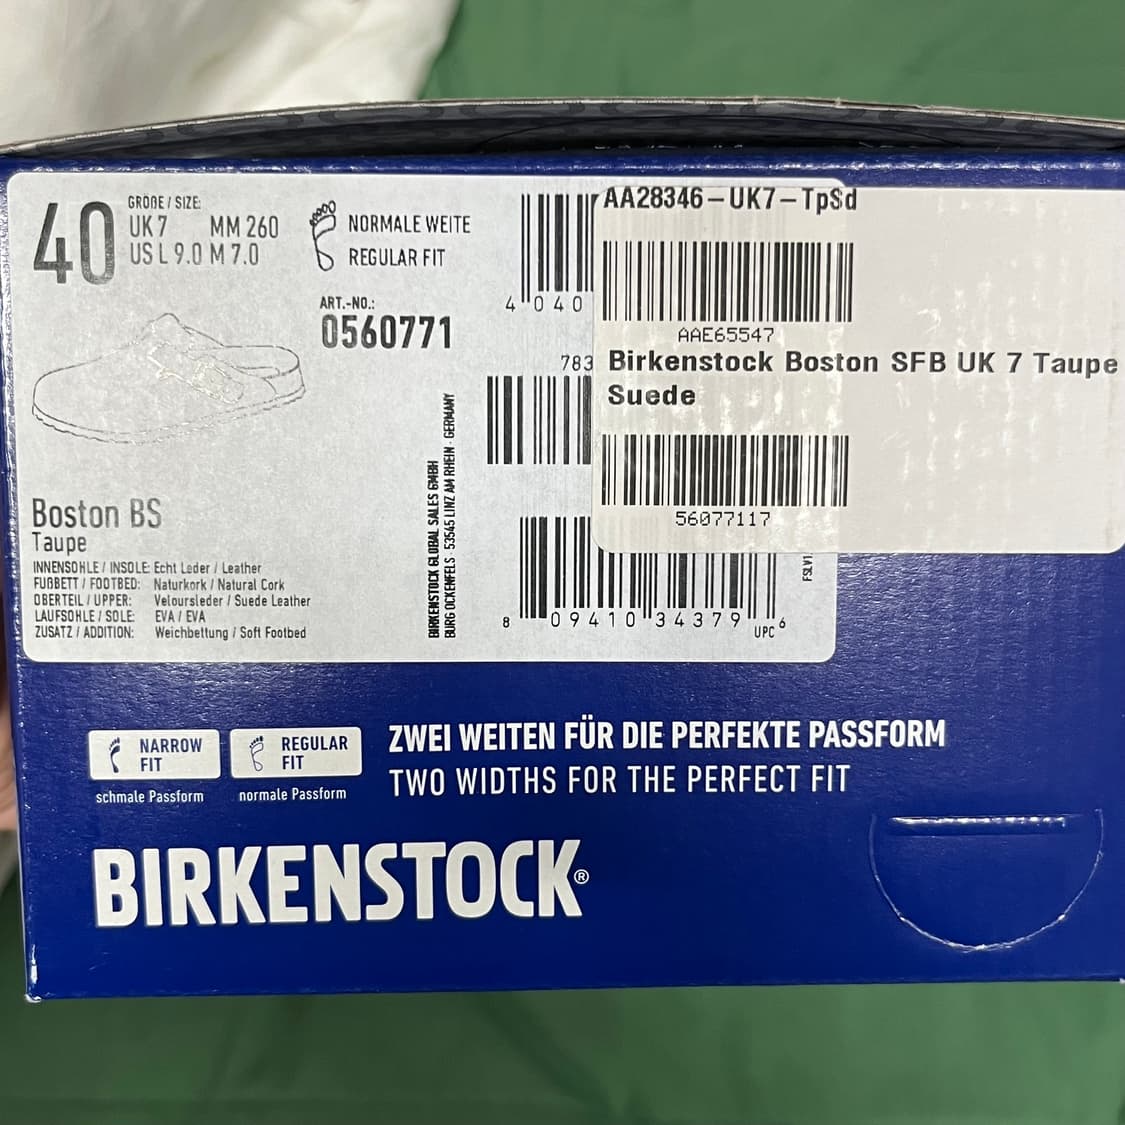 40
GRÖßE / SIZE:
UK 7 MM 260
US L 9.0 M 7.0
NORMALE WEITE
REGULAR FIT
ART.-NO.:
0560771
4 040
783
AA28346-UK7-TpSd
AAE65547
Birkenstock Boston SFB UK 7 Taupe
Suede
56077117
Boston BS
Taupe
INNENSOHLE / INSOLE: Echt Leder / Leather
FUßBETT / FOOTBED: Naturkork / Natural Cork
OBERTEIL / UPPER: Veloursleder / Suede Leather
LAUFSOHLE / SOLE: EVA / EVA
ZUSATZ / ADDITION: Weichbettung / Soft Footbed
BIRKENSTOCK GLOBAL SALES GMBH
BURG OCKENFELS · 53545 LINZ AM RHEIN · GERMANY
8 09410 34379 6
UPC
FSLV1
NARROW
FIT
schmale Passform
REGULAR
FIT
normale Passform
ZWEI WEITEN FÜR DIE PERFEKTE PASSFORM
TWO WIDTHS FOR THE PERFECT FIT
BIRKENSTOCK®